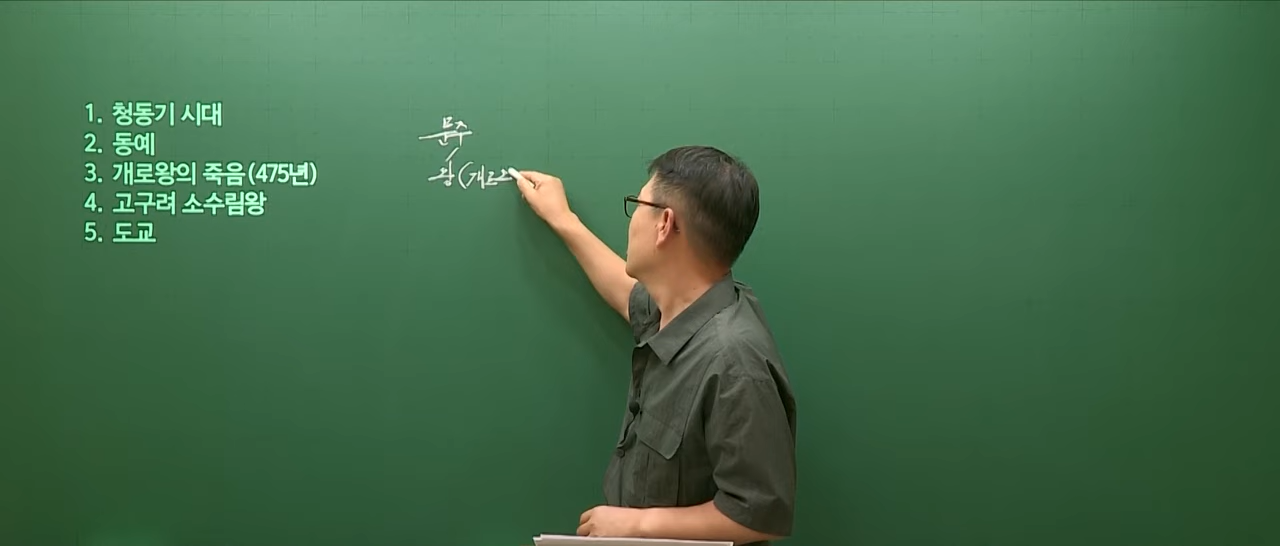 1. 청동기 시대
2. 동예
3. 개로왕의 죽음(475년)
4. 고구려 소수림왕
5. 도교
문주
왕(개로